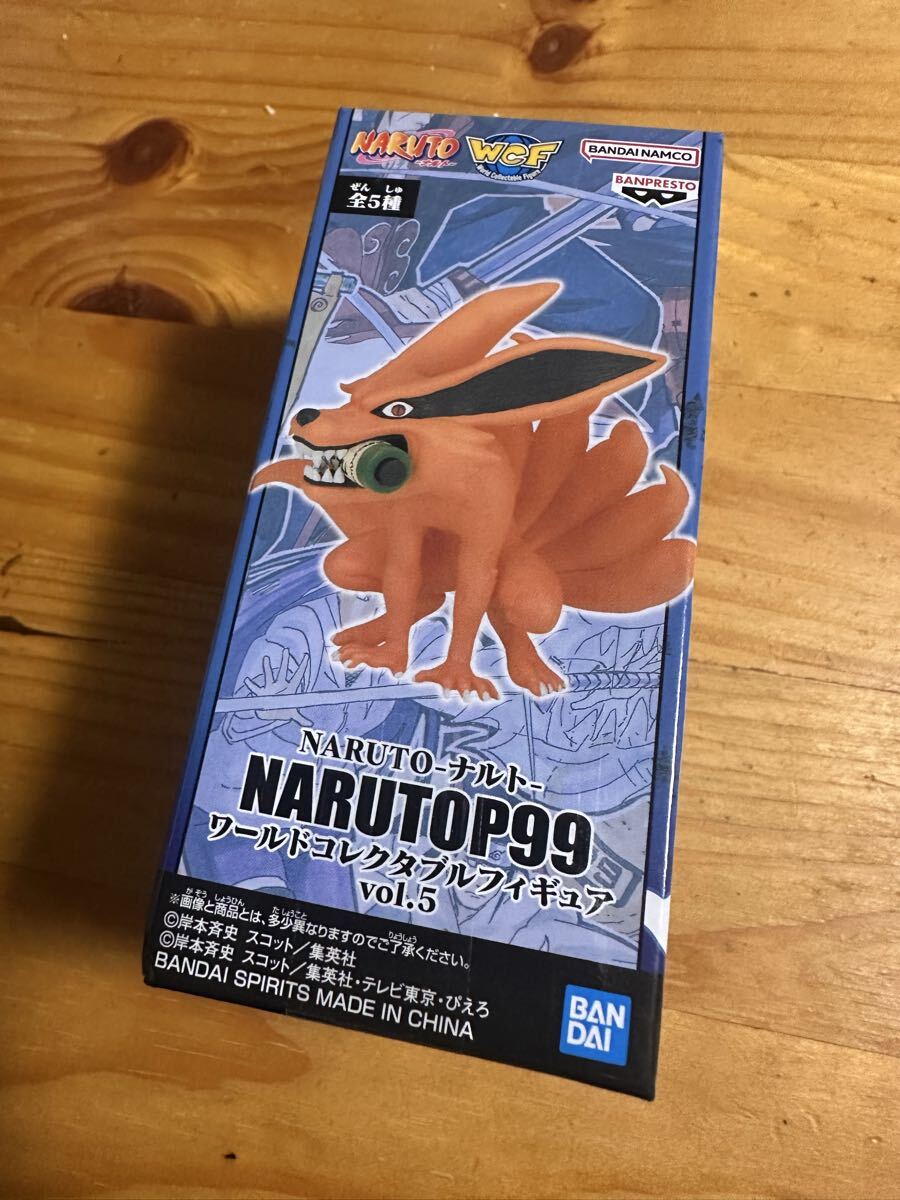 NARUTO
-ナルト-
WCF
World Collectable Figure
BANDAI NAMCO
BANPRESTO
ぜん しゅ
全5種
NARUTO-ナルト-
NARUTOP99
ワールドコレクタブルフィギュア
vol.5
がぞう しょうひん たしょうこと りょうしょう
※画像と商品とは、多少異なりますのでご了承ください。
©岸本斉史 スコット/集英社
©岸本斉史 スコット/集英社・テレビ東京・ぴえろ
BANDAI SPIRITS MADE IN CHINA
BAN
DAI